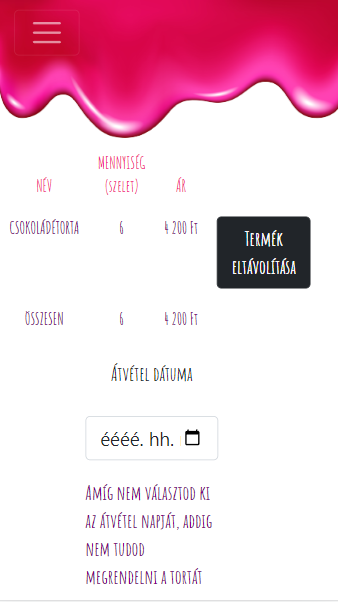 MENNYISÉG
NÉV (szelet) ÁR
CSOKOLÁDÉTORTA 6 4 200 Ft
Termék
eltávolítása
ÖSSZESEN 6 4 200 Ft
Átvétel dátuma
éééé. hh.
Amíg nem választod ki
az átvétel napját, addig
nem tudod
megrendelni a tortát